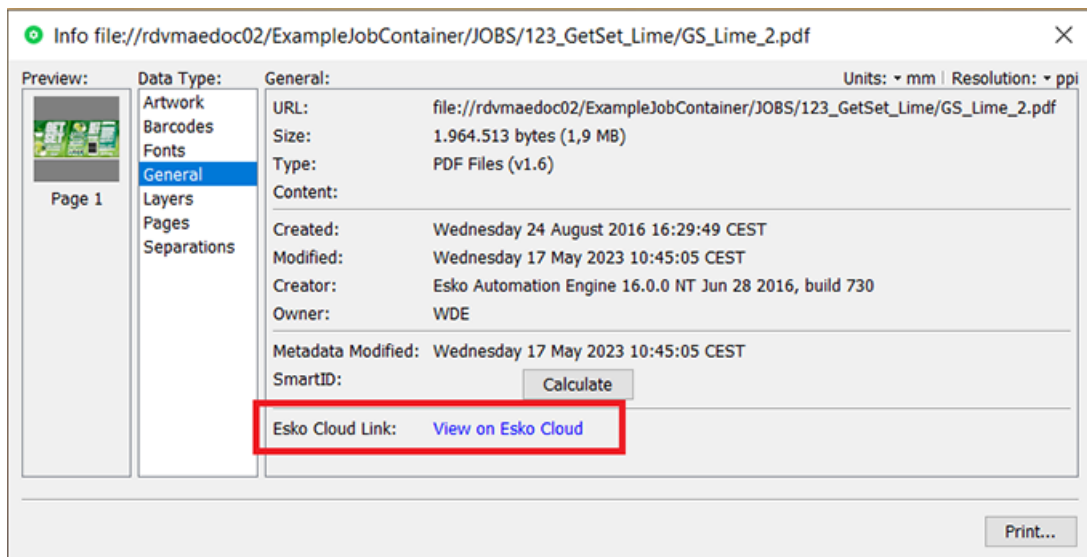 Info file://rdvmaedoc02/ExampleJobContainer/JOBS/123_GetSet_Lime/GS_Lime_2.pdf
Preview: Data Type: General: Units: mm | Resolution: ppi
Page 1
Artwork
Barcodes
Fonts
General
Layers
Pages
Separations
URL: file://rdvmaedoc02/ExampleJobContainer/JOBS/123_GetSet_Lime/GS_Lime_2.pdf
Size: 1.964.513 bytes (1,9 MB)
Type: PDF Files (v1.6)
Content:
Created: Wednesday 24 August 2016 16:29:49 CEST
Modified: Wednesday 17 May 2023 10:45:05 CEST
Creator: Esko Automation Engine 16.0.0 NT Jun 28 2016, build 730
Owner: WDE
Metadata Modified: Wednesday 17 May 2023 10:45:05 CEST
SmartID: Calculate
Esko Cloud Link: View on Esko Cloud
Print...